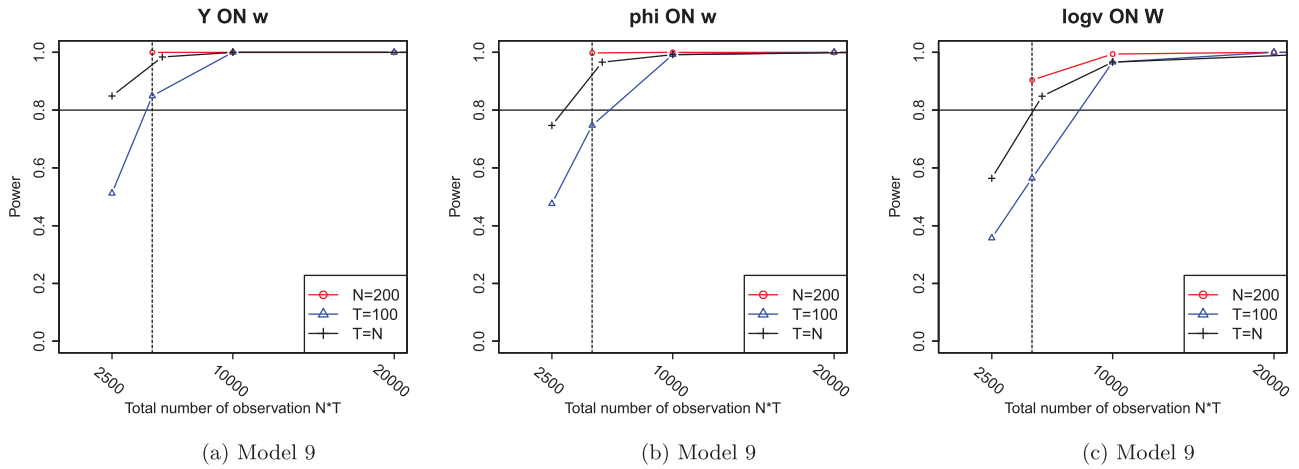 Y ON w
Power
0.0
0.2
0.4
0.6
0.8
1.0
N=200
T=100
T=N
2500
10000
20000
Total number of observation N*T
(a) Model 9
phi ON w
Power
0.0
0.2
0.4
0.6
0.8
1.0
N=200
T=100
T=N
2500
10000
20000
Total number of observation N*T
(b) Model 9
logv ON W
Power
0.0
0.2
0.4
0.6
0.8
1.0
N=200
T=100
T=N
2500
10000
20000
Total number of observation N*T
(c) Model 9